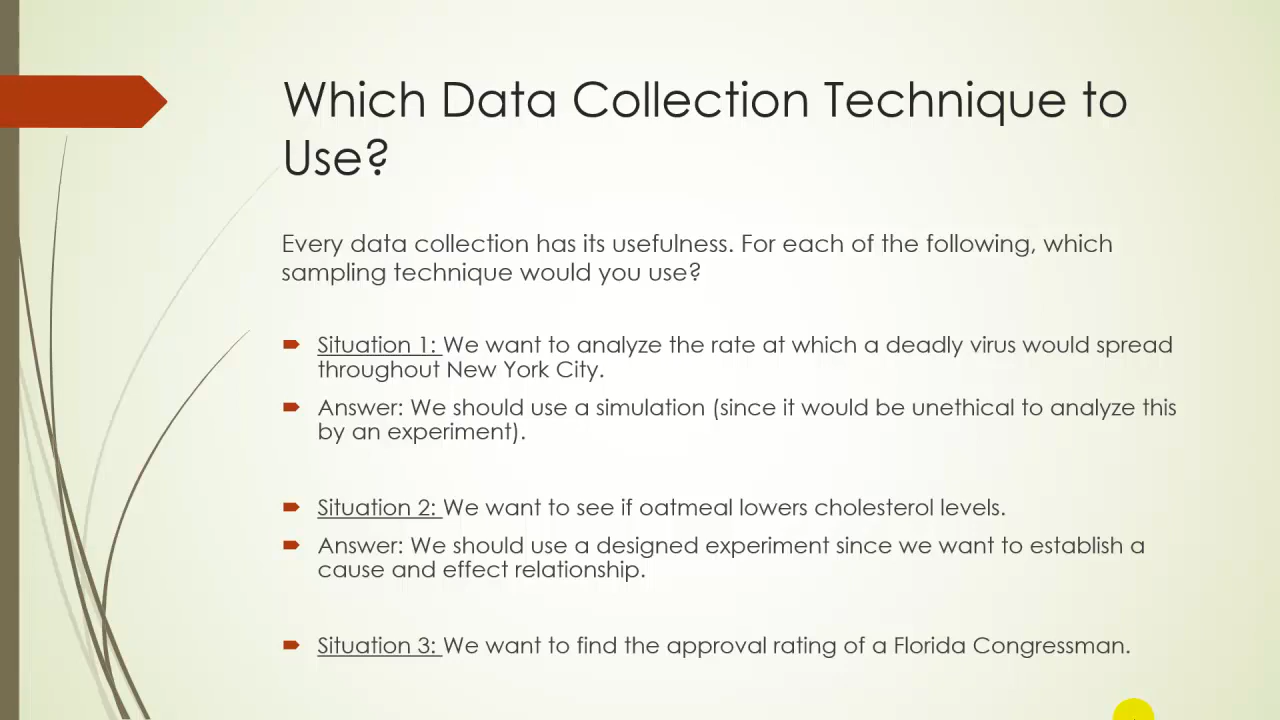 Which Data Collection Technique to
Use?
Every data collection has its usefulness. For each of the following, which
sampling technique would you use?
Situation 1: We want to analyze the rate at which a deadly virus would spread
throughout New York City.
Answer: We should use a simulation (since it would be unethical to analyze this
by an experiment).
Situation 2: We want to see if oatmeal lowers cholesterol levels.
Answer: We should use a designed experiment since we want to establish a
cause and effect relationship.
Situation 3: We want to find the approval rating of a Florida Congressman.